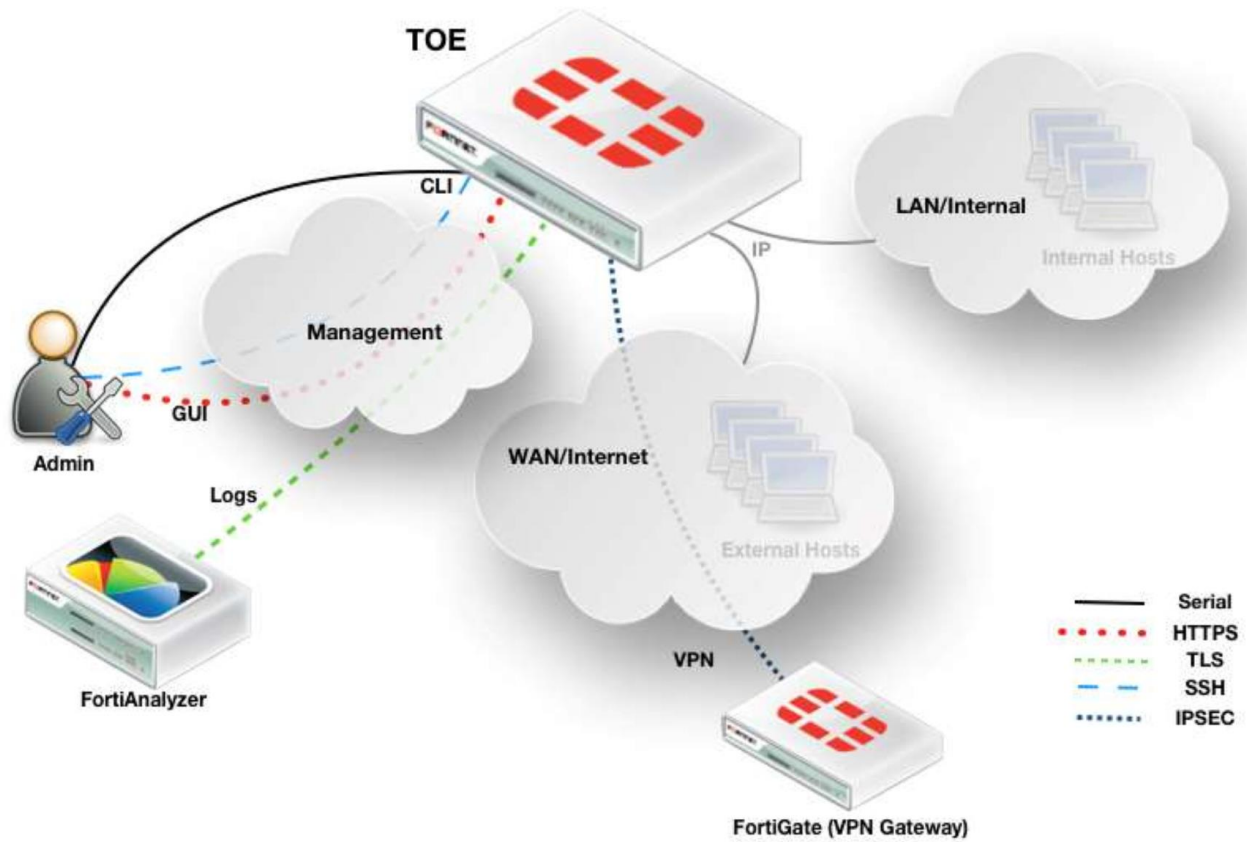 TOE
FORTINET
CLI
LAN/Internal
IP
Internal Hosts
Management
GUI
Admin
WAN/Internet
Logs
External Hosts
Serial
HTTPS
TLS
SSH
IPSEC
VPN
FortiAnalyzer
FortiGate (VPN Gateway)